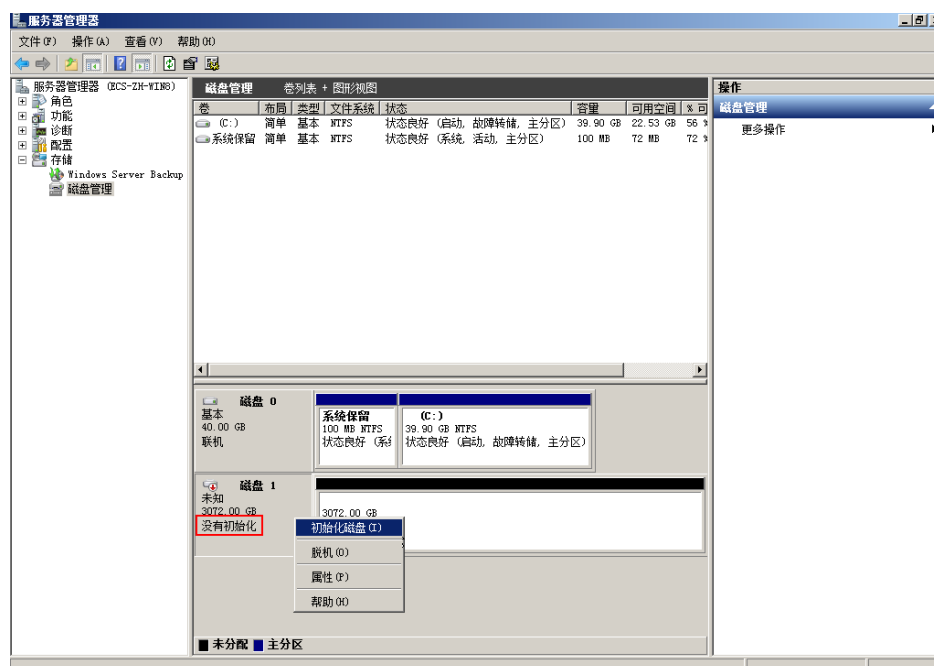 服务器管理器
文件(F) 操作(A) 查看(V) 帮助(H)
服务器管理器 (ECS-ZH-WIN8)
角色
功能
诊断
配置
存储
Windows Server Backup
磁盘管理
磁盘管理 卷列表 + 图形视图
卷 布局 类型 文件系统 状态 容量 可用空间 % 可
(C:) 简单 基本 NTFS 状态良好 (启动, 故障转储, 主分区) 39.90 GB 22.53 GB 56 %
系统保留 简单 基本 NTFS 状态良好 (系统, 活动, 主分区) 100 MB 72 MB 72 %
磁盘 0
基本
40.00 GB
联机
系统保留
100 MB NTFS
状态良好 (系统
(C:)
39.90 GB NTFS
状态良好 (启动, 故障转储, 主分区)
磁盘 1
未知
3072.00 GB
没有初始化
3072.00 GB
初始化磁盘(I)
脱机(O)
属性(P)
帮助(H)
未分配 主分区
操作
磁盘管理
更多操作